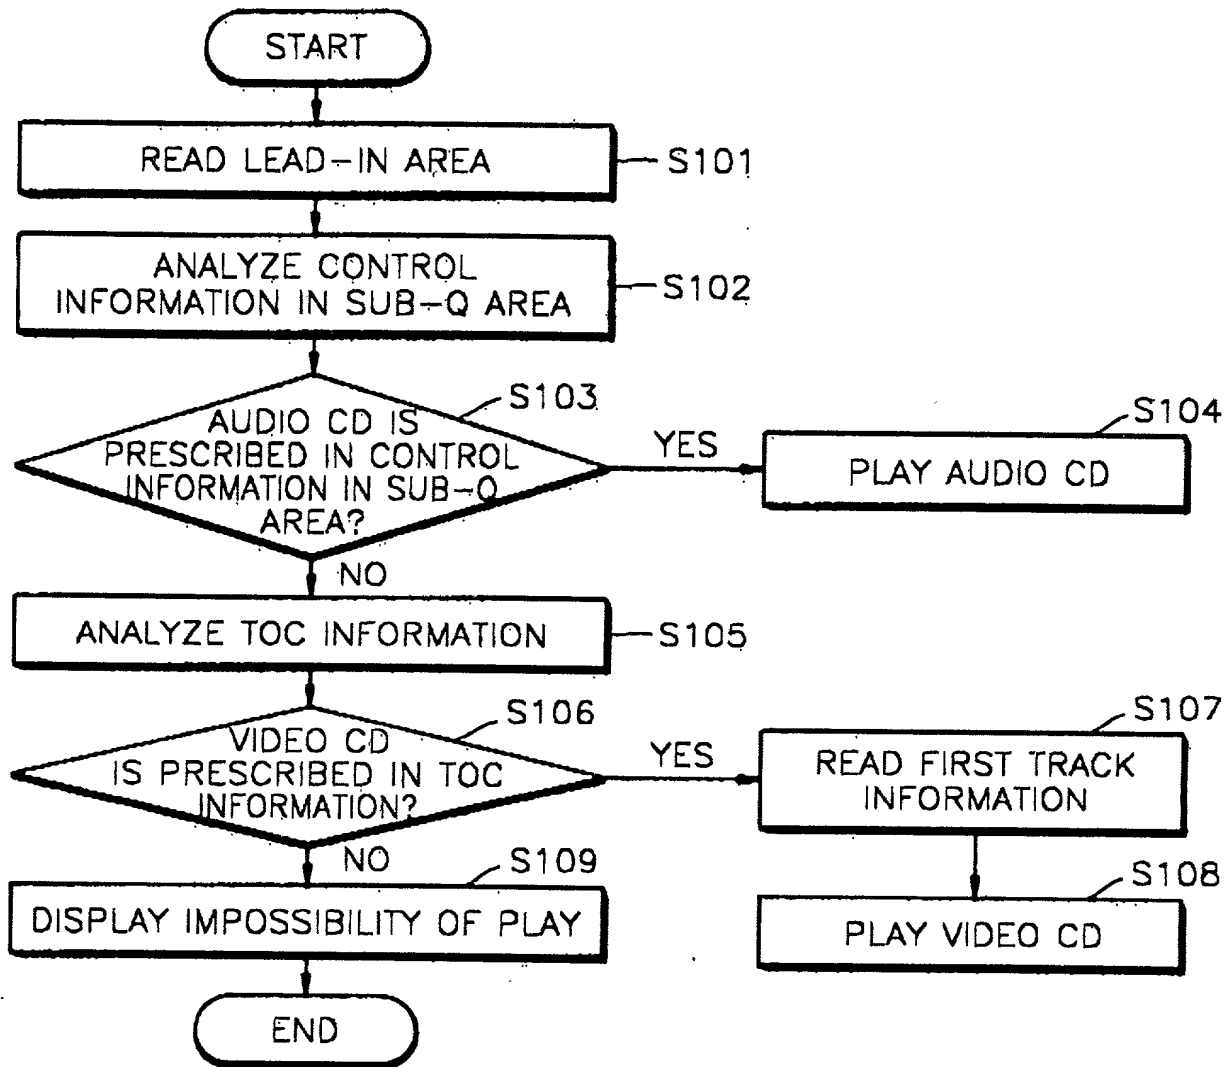 START
READ LEAD-IN AREA
S101
ANALYZE CONTROL
INFORMATION IN SUB-Q AREA
S102
S103
AUDIO CD IS
PRESCRIBED IN CONTROL
INFORMATION IN SUB-Q
AREA?
YES
S104
PLAY AUDIO CD
NO
ANALYZE TOC INFORMATION
S105
S106
VIDEO CD
IS PRESCRIBED IN TOC
INFORMATION?
YES
S107
READ FIRST TRACK
INFORMATION
NO
S109
DISPLAY IMPOSSIBILITY OF PLAY
S108
PLAY VIDEO CD
END